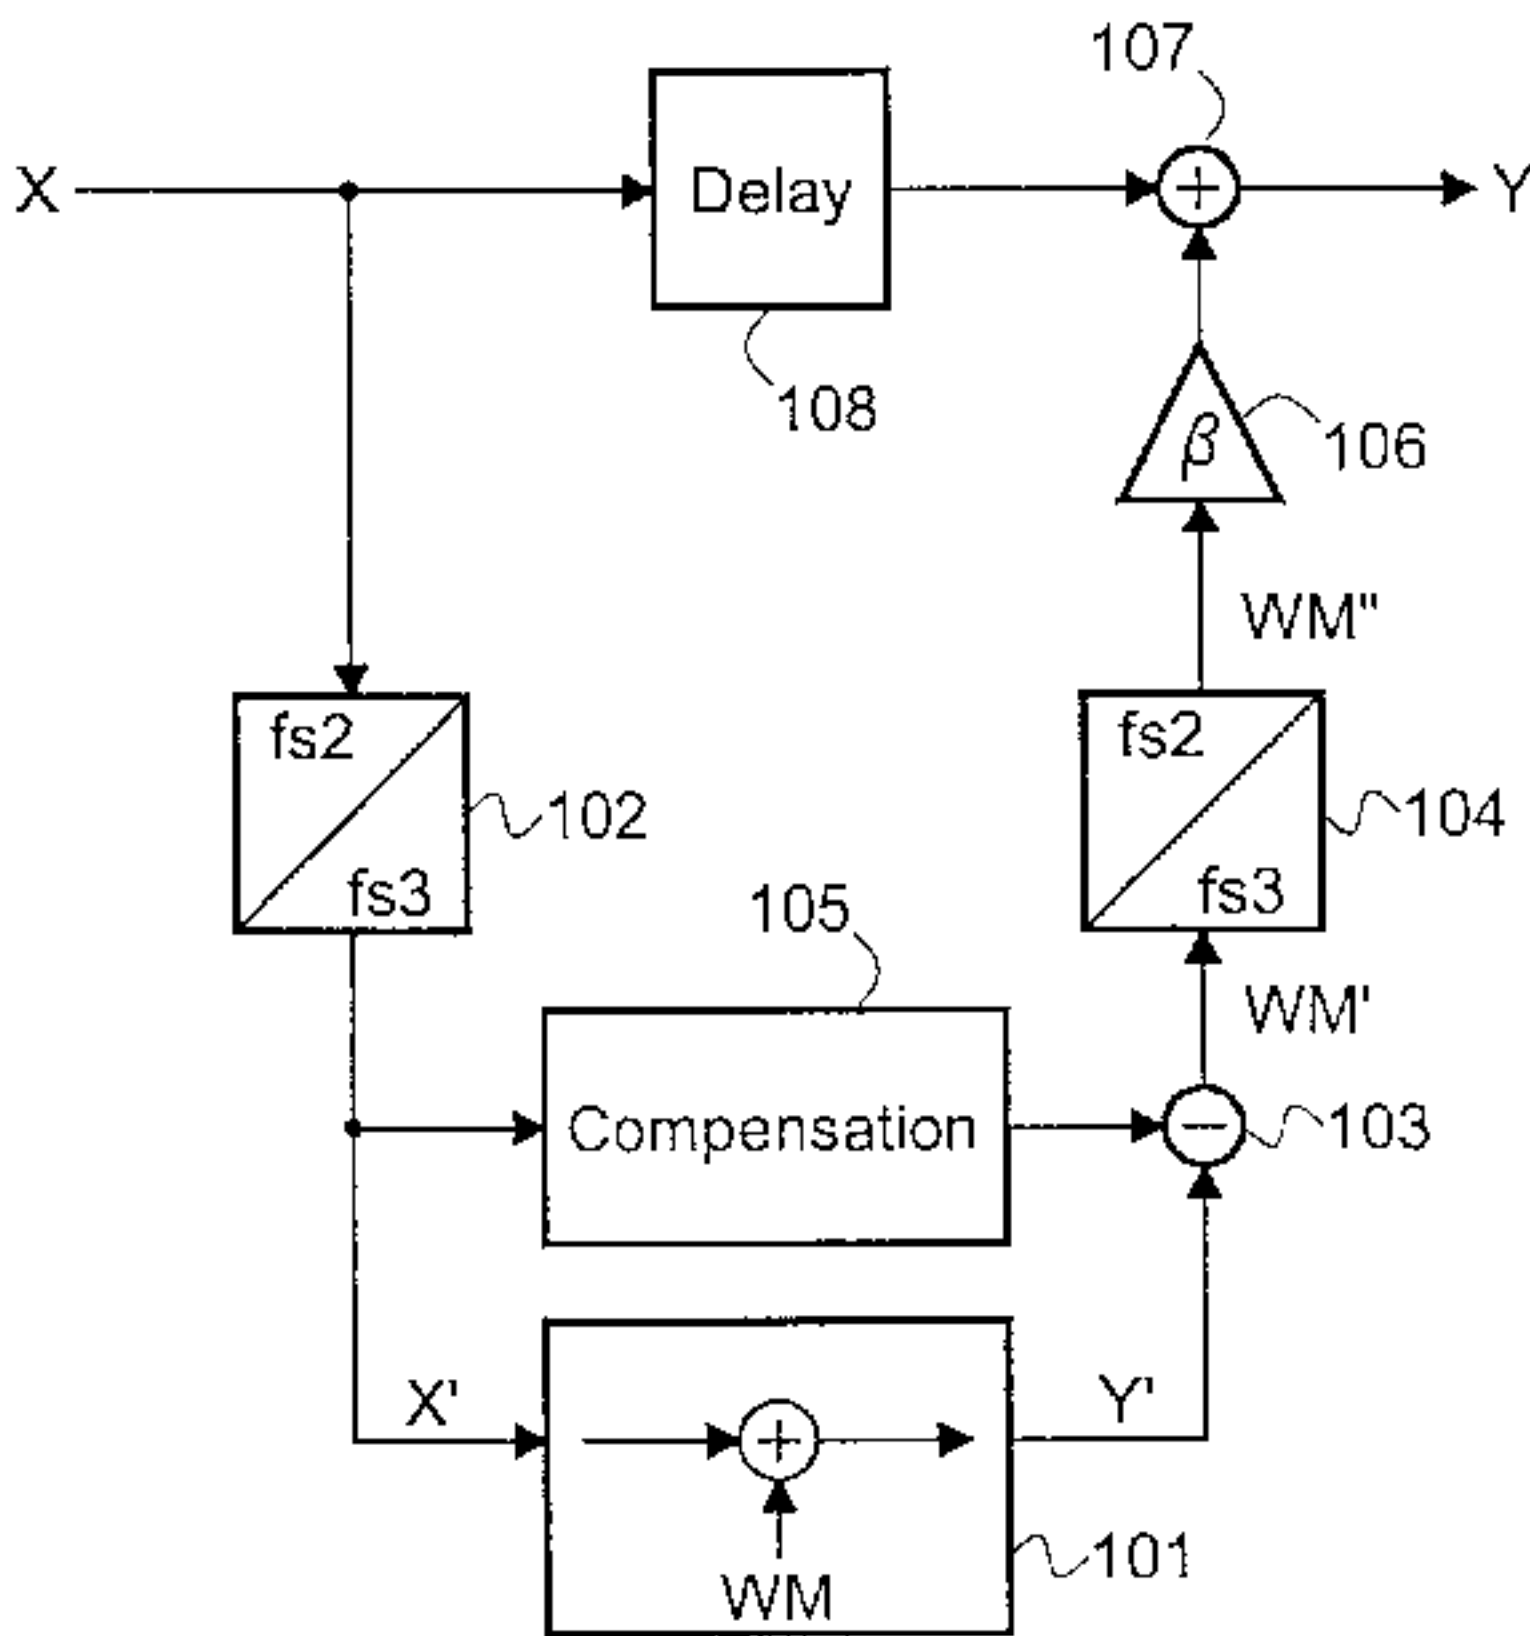 107
X
Delay
+
Y
108
β
106
WM"
fs2
fs3
102
fs2
fs3
104
105
WM'
Compensation
−
103
X'
+
Y'
WM
101